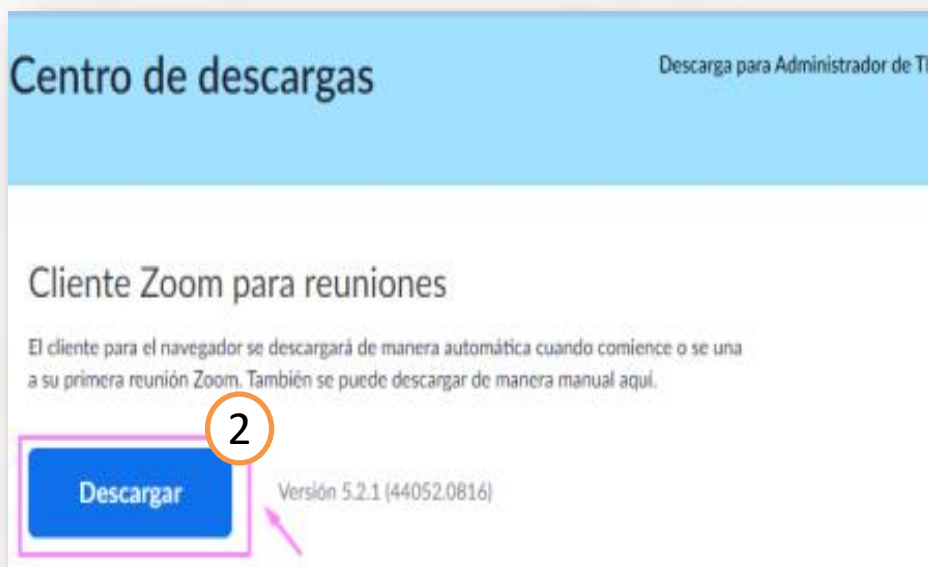 Centro de descargas
Descarga para Administrador de
Cliente Zoom para reuniones
El cliente para el navegador se descargará de manera automática cuando comience o se una
a su primera reunión Zoom. También se puede descargar de manera manual aquí.
2
Descargar
Versión 5.2.1 (44052.0816)